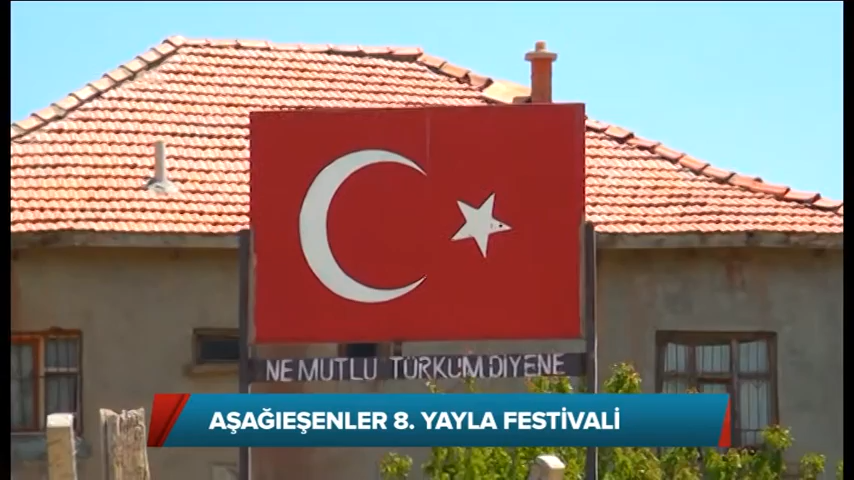 NE MUTLU TÜRKÜM DİYENE
AŞAĞIEŞENLER 8. YAYLA FESTİVALİ